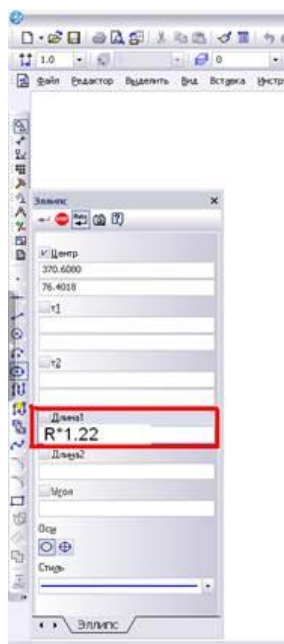 1.0
0
Файл Редактор Выделить Вид Вставка Инстр
Эллипс
Центр
370.6080
76.4018
т1
т2
Длина1
R*1.22
Длина2
Угол
Оси
Стиль
Эллипс